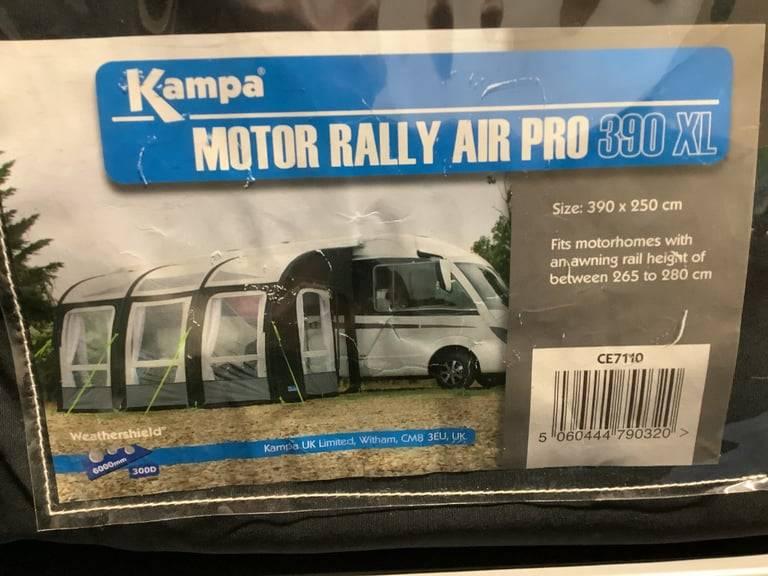 Kampa®
MOTOR RALLY AIR PRO 390 XL
Size: 390 x 250 cm
Fits motorhomes with
an awning rail height of
between 265 to 280 cm
CE7110
5 060444 790320 >
Weathershield™
6000mm
300D
Kampa UK Limited, Witham, CM8 3EU, UK